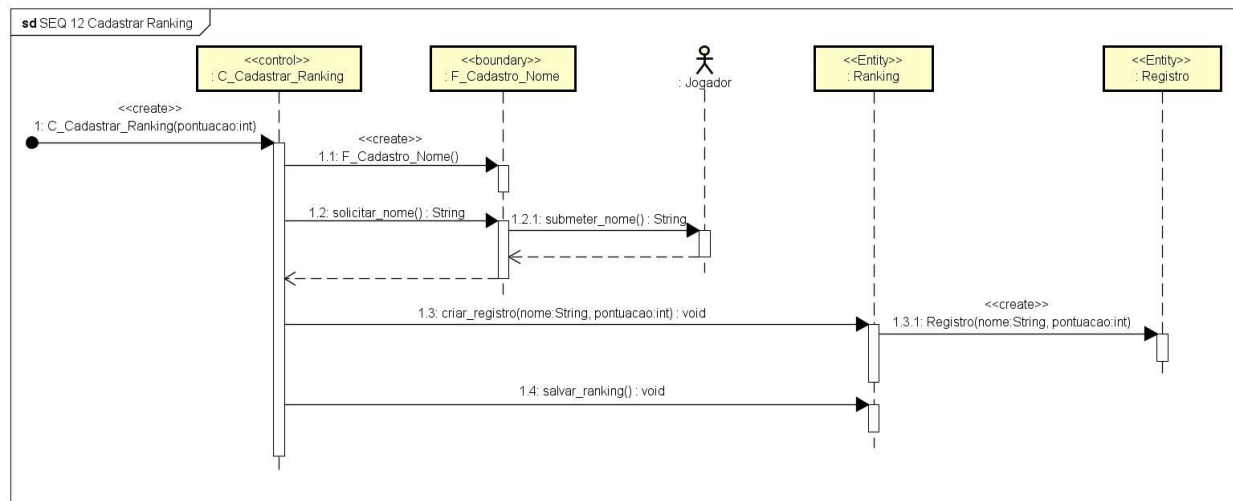 sd SEQ 12 Cadastrar Ranking
<<control>>
: C_Cadastrar_Ranking
<<boundary>>
: F_Cadastro_Nome
: Jogador
<<Entity>>
: Ranking
<<Entity>>
: Registro
<<create>>
1: C_Cadastrar_Ranking(pontuacao:int)
<<create>>
1.1: F_Cadastro_Nome()
1.2: solicitar_nome() : String
1.2.1: submeter_nome() : String
1.3: criar_registro(nome:String, pontuacao:int) : void
<<create>>
1.3.1: Registro(nome:String, pontuacao:int)
1.4: salvar_ranking() : void